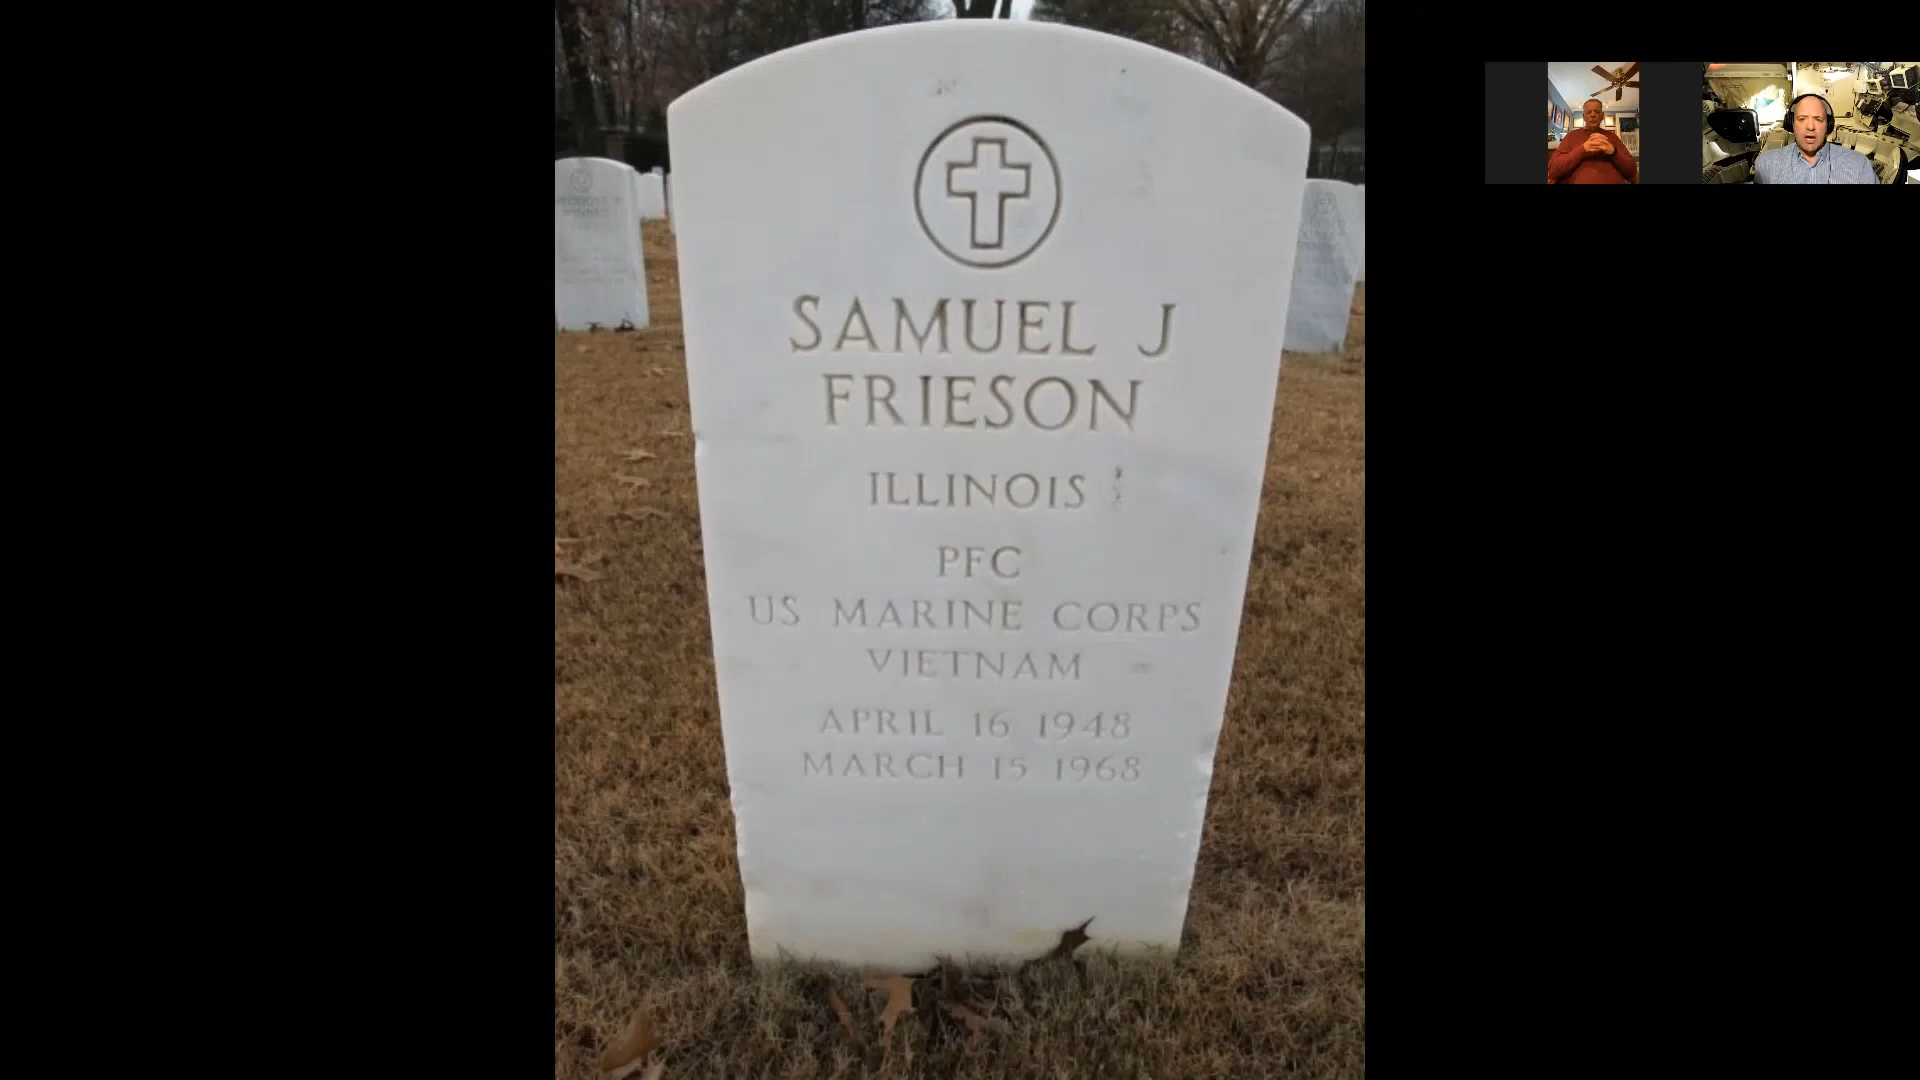 SAMUEL J
FRIESON
ILLINOIS
PFC
US MARINE CORPS
VIETNAM
APRIL 16 1948
MARCH 15 1968